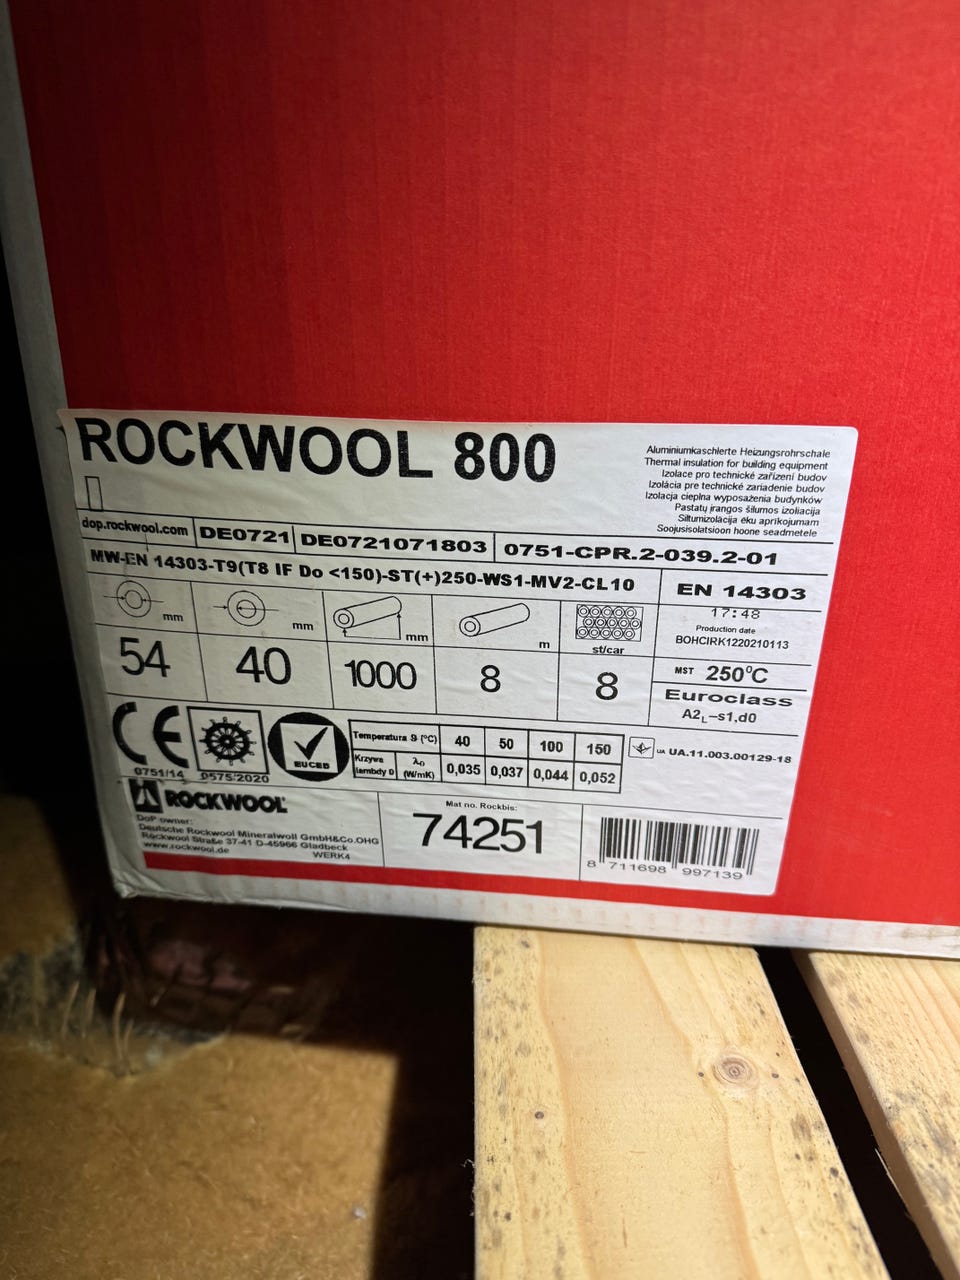 ROCKWOOL 800
Aluminiumkaschierte Heizungsrohrschale
Thermal insulation for building equipment
Izolace pro technické zařízení budov
Izolácia pre technické zariadenie budov
Izolacja cieplna wyposażenia budynków
Pastatų įrangos šilumos izoliacija
Siltumizolācija ēku aprīkojumam
Soojusisolatsioon hoone seadmetele
dop.rockwool.com DE0721 DE0721071803 0751-CPR.2-039.2-01
MW-EN 14303-T9(T8 IF Do <150)-ST(+)250-WS1-MV2-CL10
EN 14303
mm mm mm m st/car
54 40 1000 8 8
17:48
Production date
BOHCIRK1220210113
MST 250°C
Euroclass
A2L-s1,d0
CE
0751/14
0575/2020
EUCEB
Temperatura ϑ (°C) 40 50 100 150
Krzywa lambdy D λD (W/mK) 0,035 0,037 0,044 0,052
UA UA.11.003.00129-18
ROCKWOOL
DoP owner:
Deutsche Rockwool Mineralwoll GmbH&Co.OHG
Rockwool Straße 37-41 D-45966 Gladbeck
www.rockwool.de WERK4
Mat no. Rockbis:
74251
8 711698 997139